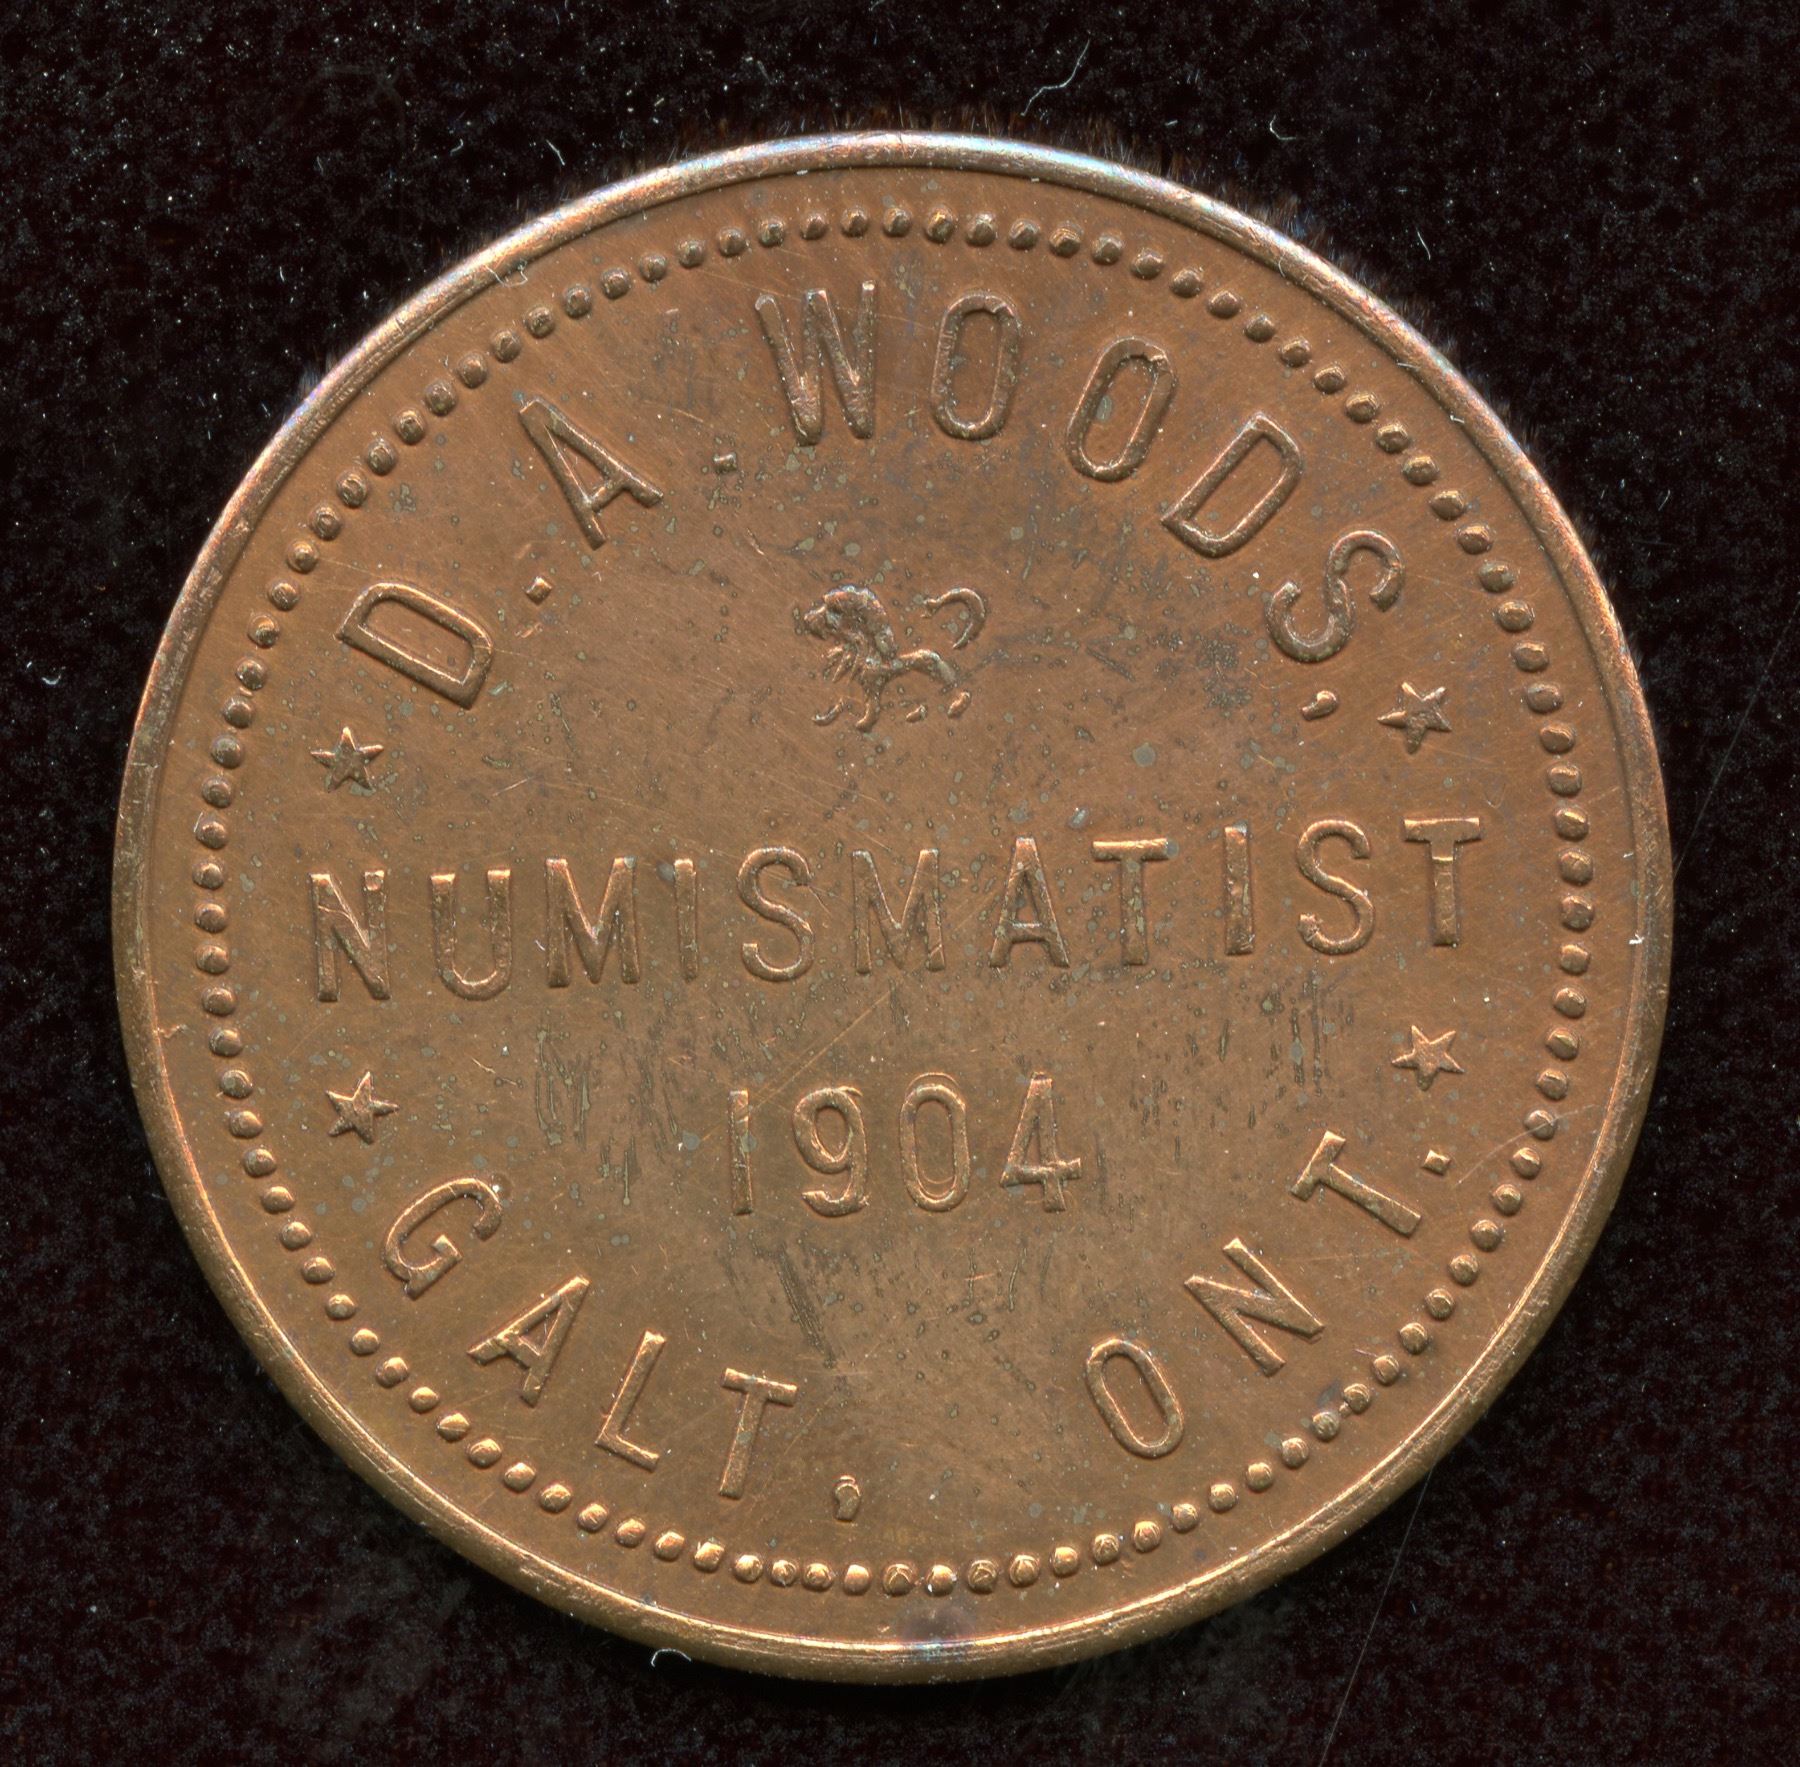 D.A.WOODS,
NUMISMATIST
1904
GALT, ONT.